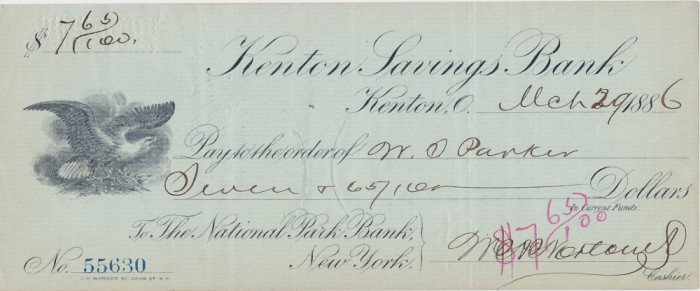 $ 7 65/100.
Kenton Savings Bank
Kenton, O. Mch 29 1886
Pay to the order of W. S Parker
Seven & 65/100 Dollars
In Current Funds.
To The National Park Bank,
New York.
$7 65/100
No. 55630
Cashier